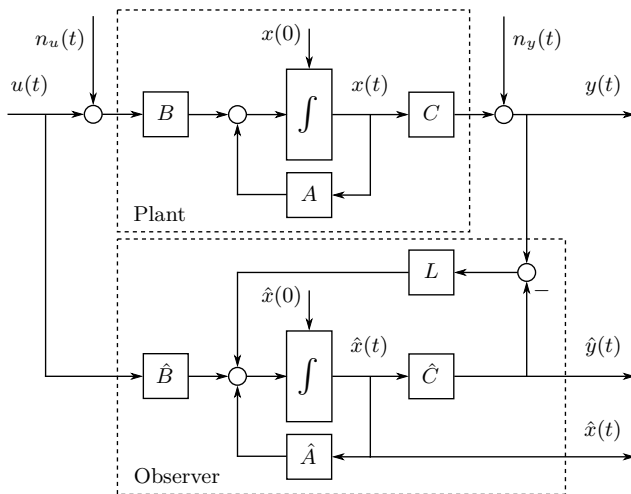 n_u(t)
x(0)
n_y(t)
u(t)
x(t)
y(t)
B
∫
C
A
Plant
L
x̂(0)
x̂(t)
ŷ(t)
−
B̂
∫
Ĉ
x̂(t)
Â
Observer